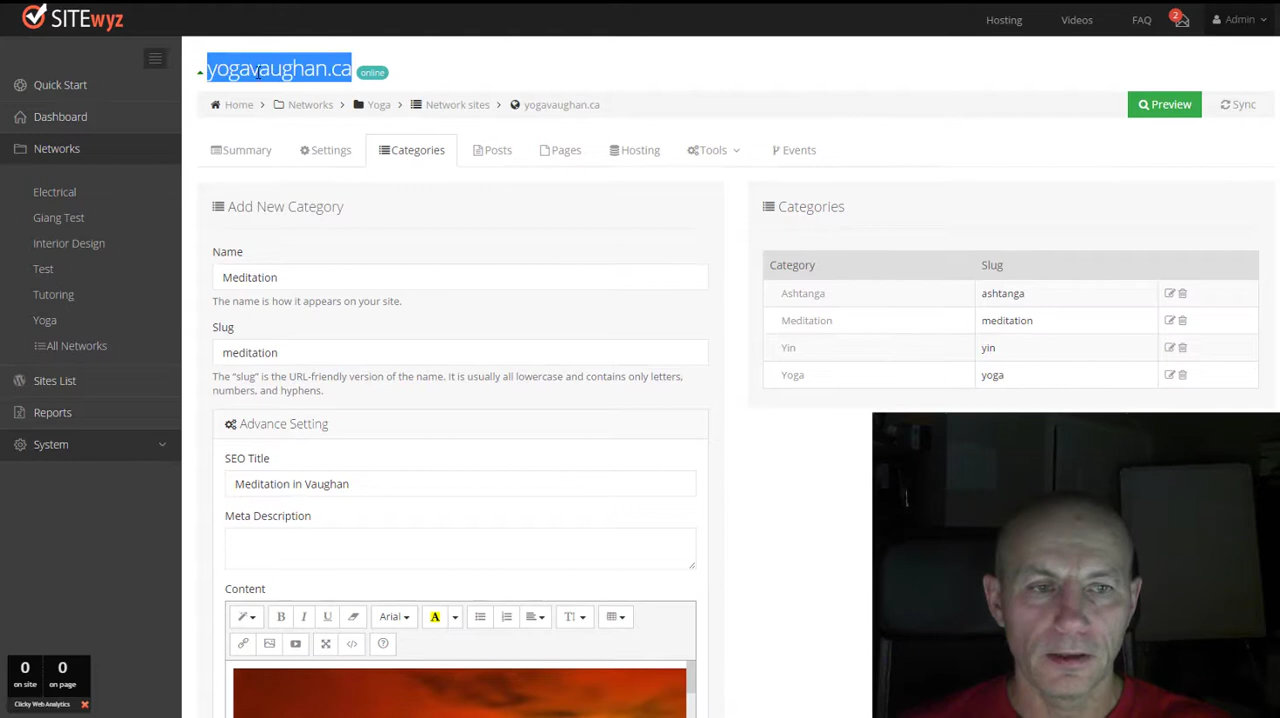 SITEwyz
Hosting
Videos
FAQ
2
Admin
Quick Start
Dashboard
Networks
Electrical
Giang Test
Interior Design
Test
Tutoring
Yoga
All Networks
Sites List
Reports
System
yogavaughan.ca online
Home > Networks > Yoga > Network sites > yogavaughan.ca
Preview
Sync
Summary
Settings
Categories
Posts
Pages
Hosting
Tools
Events
Add New Category
Name
Meditation
The name is how it appears on your site.
Slug
meditation
The “slug” is the URL-friendly version of the name. It is usually all lowercase and contains only letters,
numbers, and hyphens.
Advance Setting
SEO Title
Meditation in Vaughan
Meta Description
Content
B I U Arial A T
Categories
Category Slug
Ashtanga ashtanga
Meditation meditation
Yin yin
Yoga yoga
0 0
on site on page
Clicky Web Analytics